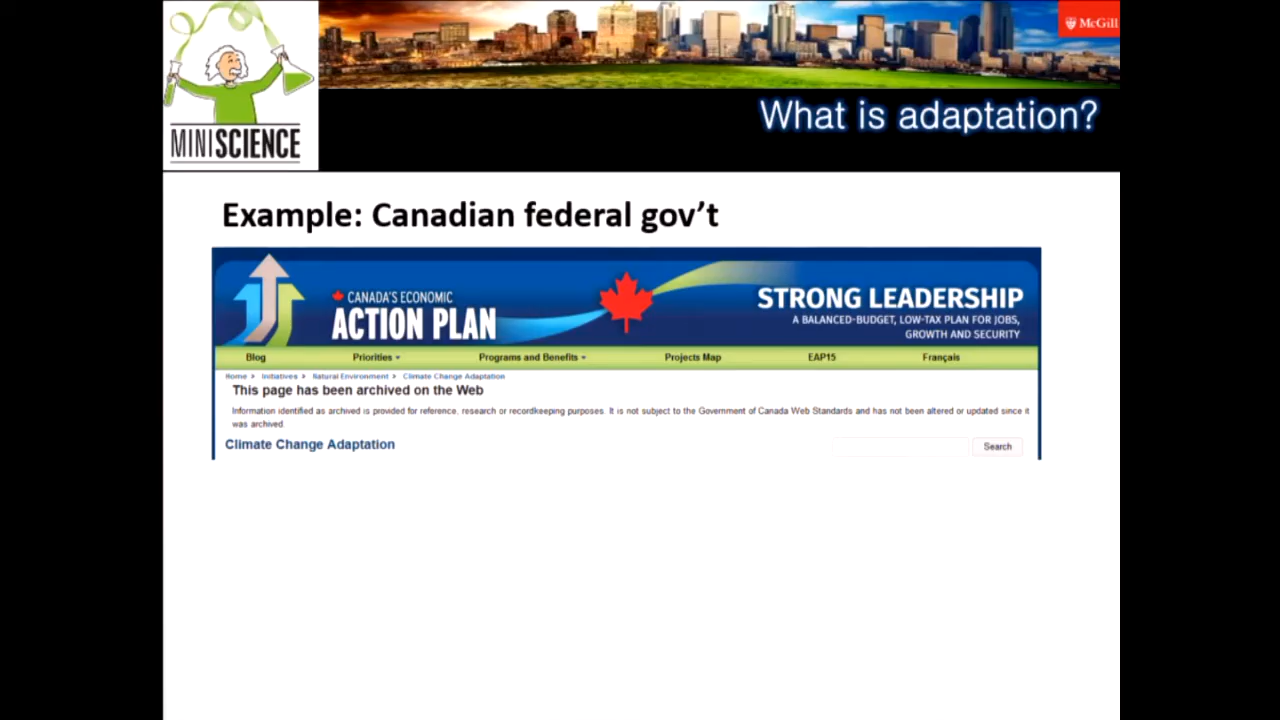 McGill
What is adaptation?
MINISCIENCE
Example: Canadian federal gov't
CANADA'S ECONOMIC
ACTION PLAN
STRONG LEADERSHIP
A BALANCED-BUDGET, LOW-TAX PLAN FOR JOBS,
GROWTH AND SECURITY
Blog Priorities Programs and Benefits Projects Map EAP15 Français
Home > Initiatives > Natural Environment > Climate Change Adaptation
This page has been archived on the Web
Information identified as archived is provided for reference, research or recordkeeping purposes. It is not subject to the Government of Canada Web Standards and has not been altered or updated since it
was archived
Climate Change Adaptation
Search